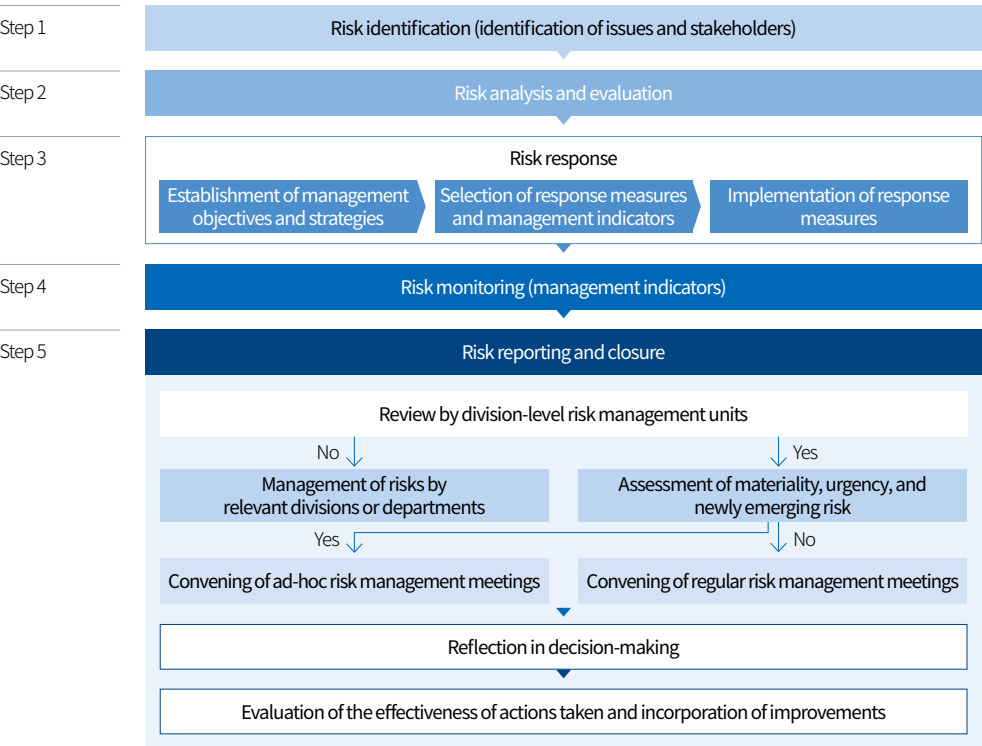 Step 1
Risk identification (identification of issues and stakeholders)
Step 2
Risk analysis and evaluation
Step 3
Risk response
Establishment of management
objectives and strategies
Selection of response measures
and management indicators
Implementation of response
measures
Step 4
Risk monitoring (management indicators)
Step 5
Risk reporting and closure
Review by division-level risk management units
No
Yes
Management of risks by
relevant divisions or departments
Assessment of materiality, urgency, and
newly emerging risk
Yes
No
Convening of ad-hoc risk management meetings
Convening of regular risk management meetings
Reflection in decision-making
Evaluation of the effectiveness of actions taken and incorporation of improvements